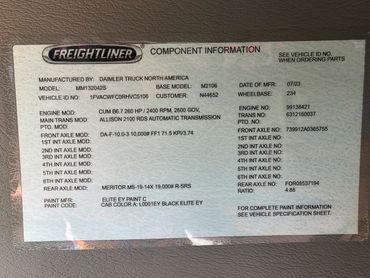 FREIGHTLINER COMPONENT INFORMATION SEE VEHICLE ID NO.
WHEN ORDERING PARTS
MANUFACTURED BY: DAIMLER TRUCK NORTH AMERICA DATE OF MFR: 07/23
MODEL: MM132042S BASE MODEL: M2106 WHEELBASE: 234
VEHICLE ID NO: 1FVACWFC0RHVC5106 CUSTOMER: N44652
ENGINE MOD: CUM B6.7 260 HP / 2400 RPM, 2600 GOV, ENGINE NO: 99138421
MAIN TRANS MOD: ALLISON 2100 RDS AUTOMATIC TRANSMISSION TRANS NO: 6312160037
PTO. MOD: PTO. NO:
FRONT AXLE MOD: DA-F-10.0-3 10,000# FF1 71.5 KPI/3.74 FRONT AXLE NO: 739912A0365755
1ST INT AXLE MOD: 1ST INT AXLE NO:
2ND INT AXLE MOD: 2ND INT AXLE NO:
3RD INT AXLE MOD: 3RD INT AXLE NO:
4TH INT AXLE MOD: 4TH INT AXLE NO:
5TH INT AXLE MOD: 5TH INT AXLE NO:
6TH INT AXLE MOD: 6TH INT AXLE NO:
REAR AXLE MOD: MERITOR MS-19-14X 19,000# R-SRS REAR AXLE NO: FOR08537194
RATIO: 4.88
PAINT MFR: ELITE EY PAINT C
PAINT CODE CAB COLOR A: L0001EY BLACK ELITE EY FOR COMPLETE PAINT INFORMATION
SEE VEHICLE SPECIFICATION SHEET.